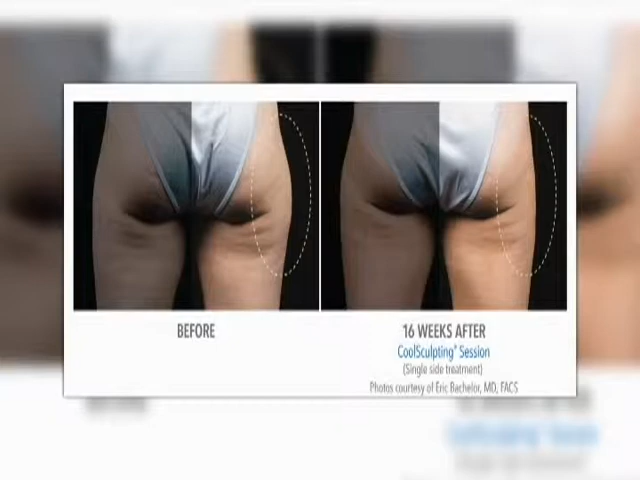 BEFORE
16 WEEKS AFTER
CoolSculpting® Session
(Single side treatment)
Photos courtesy of Eric Bachelor, MD, FACS